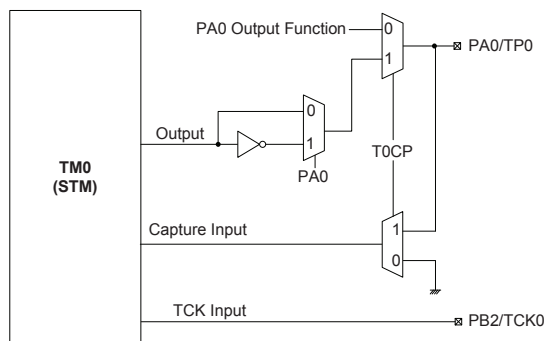 PA0 Output Function
0
1
PA0/TP0
0
1
Output
PA0
T0CP
TM0
(STM)
Capture Input
1
0
TCK Input
PB2/TCK0